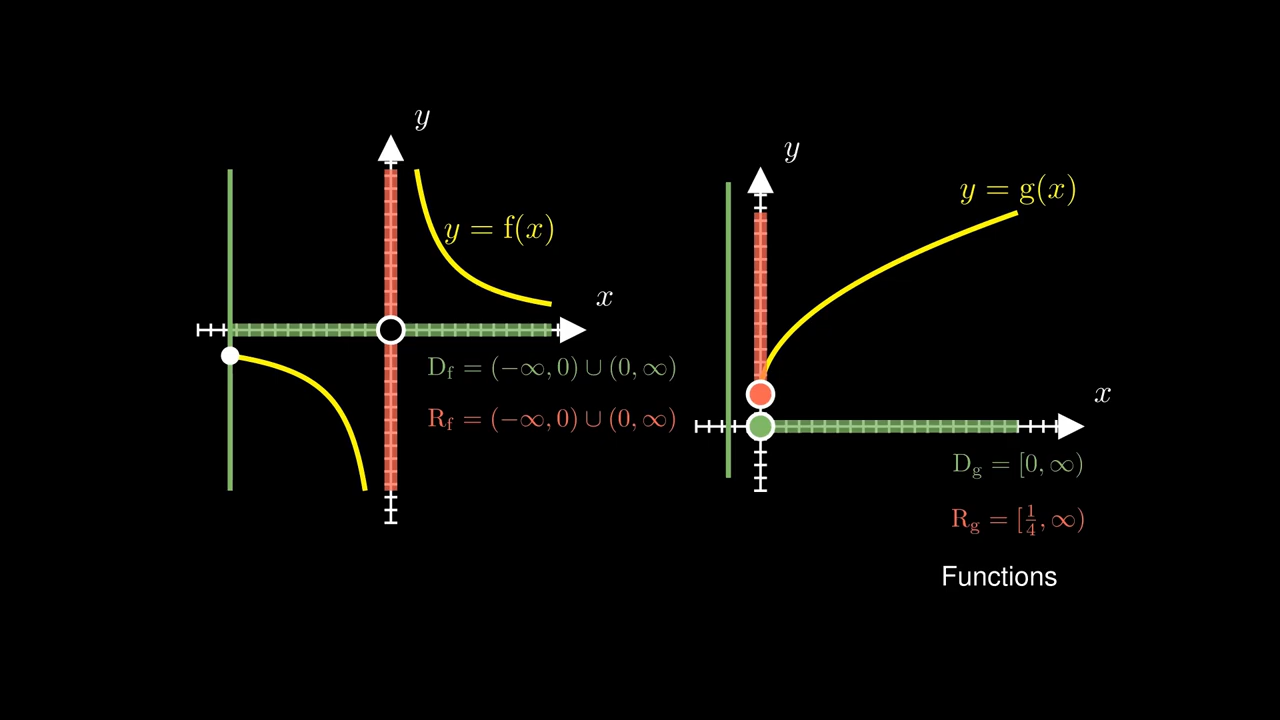 y
y = f(x)
x
D_f = (−∞, 0) ∪ (0, ∞)
R_f = (−∞, 0) ∪ (0, ∞)
y
y = g(x)
x
D_g = [0, ∞)
R_g = [1/4, ∞)
Functions